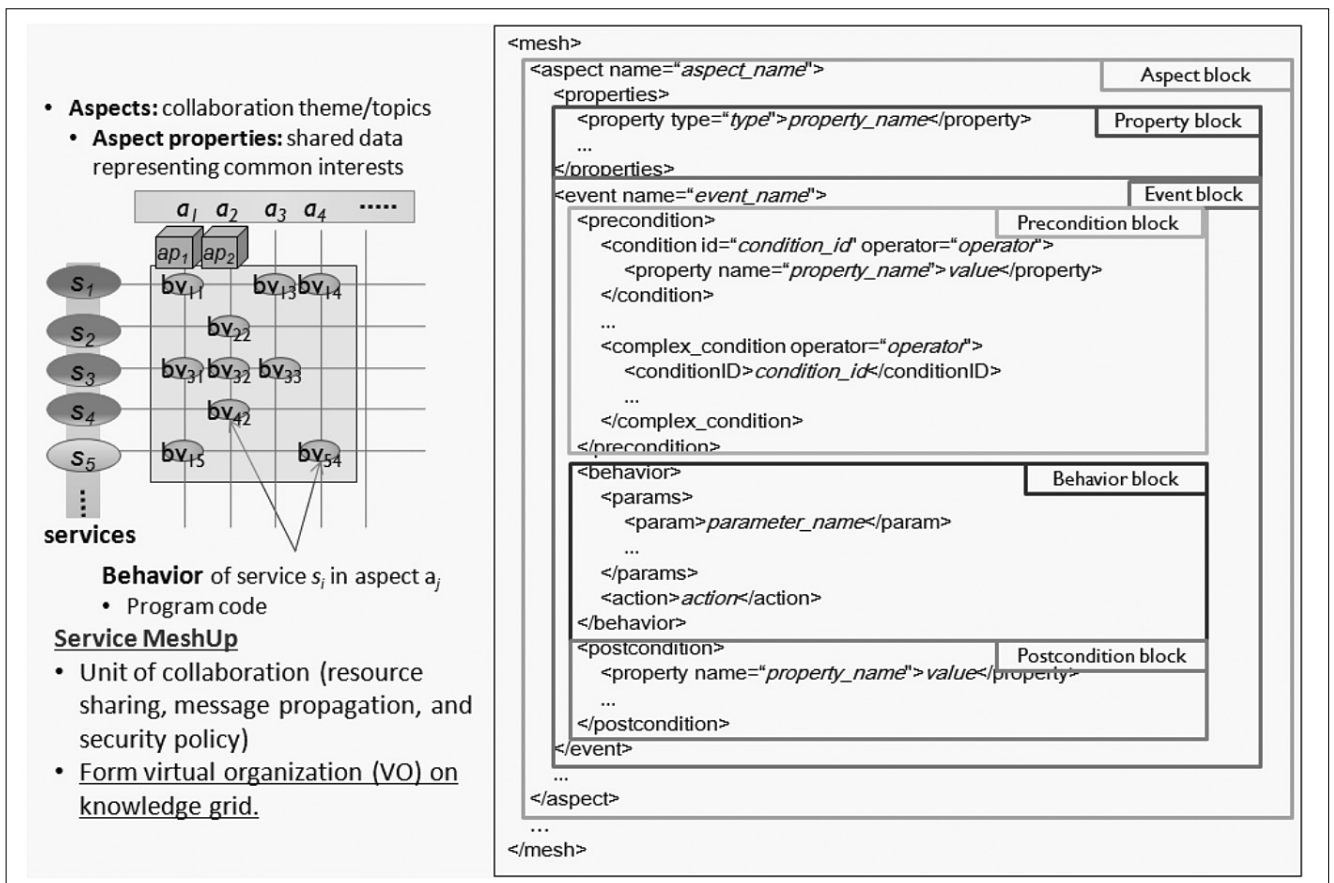 • Aspects: collaboration theme/topics
• Aspect properties: shared data
representing common interests
a1 a2 a3 a4 .....
ap1 ap2
s1 bv11 bv13 bv14
s2 bv22
s3 bv31 bv32 bv33
s4 bv42
s5 bv15 bv54
services
Behavior of service si in aspect aj
• Program code
Service MeshUp
• Unit of collaboration (resource
sharing, message propagation, and
security policy)
• Form virtual organization (VO) on
knowledge grid.
<mesh>
<aspect name=“aspect_name”> Aspect block
<properties>
<property type=“type”>property_name</property> Property block
...
</properties>
<event name=“event_name”> Event block
<precondition> Precondition block
<condition id=“condition_id” operator=“operator”>
<property name=“property_name”>value</property>
</condition>
...
<complex_condition operator=“operator”>
<conditionID>condition_id</conditionID>
...
</complex_condition>
</precondition>
<behavior> Behavior block
<params>
<param>parameter_name</param>
...
</params>
<action>action</action>
</behavior>
<postcondition> Postcondition block
<property name=“property_name”>value</property>
...
</postcondition>
</event>
...
</aspect>
...
</mesh>